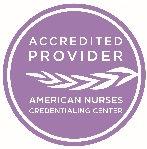 ACCREDITED
PROVIDER
AMERICAN NURSES
CREDENTIALING CENTER